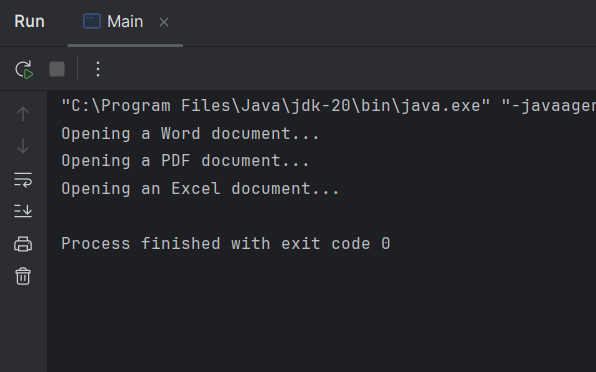 Run Main
"C:\Program Files\Java\jdk-20\bin\java.exe" "-javaagen
Opening a Word document...
Opening a PDF document...
Opening an Excel document...
Process finished with exit code 0